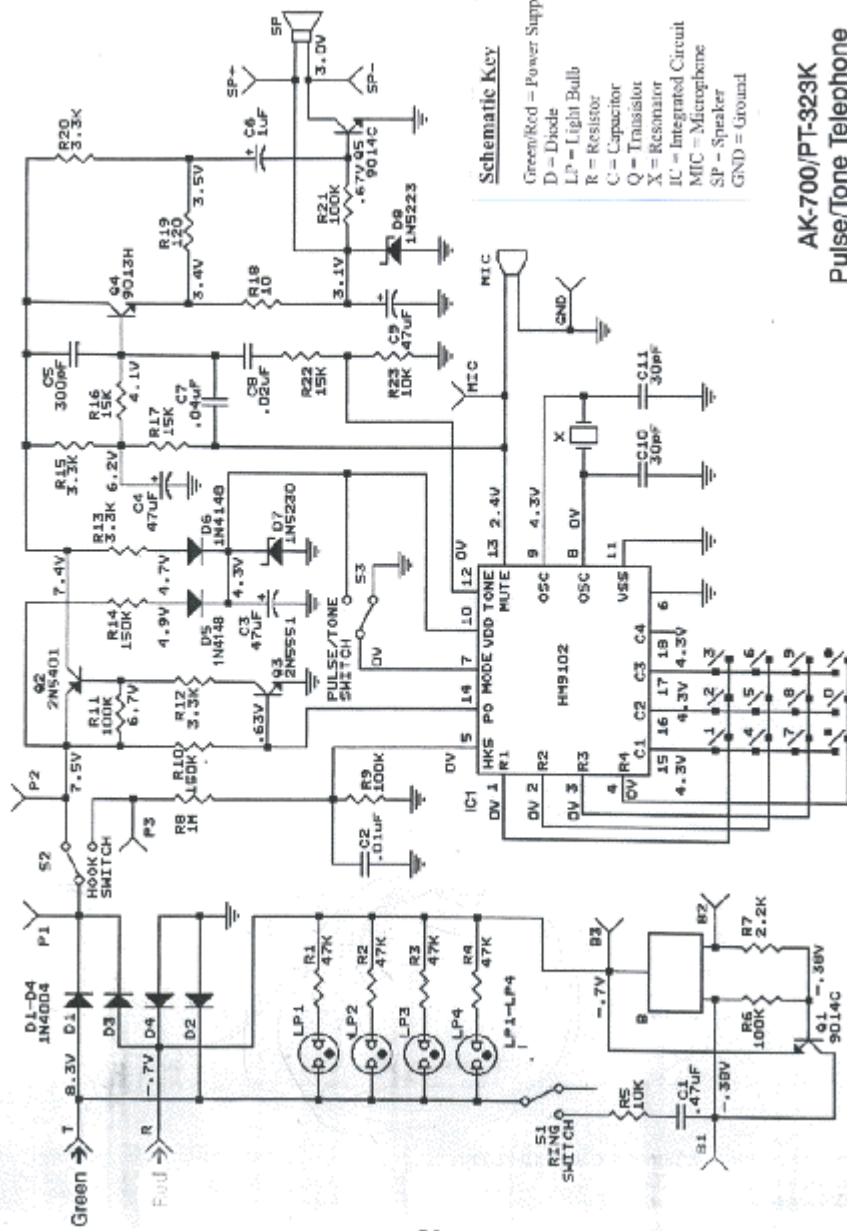 Green
T
8.3V
Red
R
-.7V
D1-D4
1N4004
D1
D3
D4
D2
P1
S2
HOOK
SWITCH
P2
7.5V
P3
R8
1M
R10
150K
R11
100K
6.7V
R12
3.3K
Q2
2N5401
.63V
Q3
2N5551
7.4V
R14
150K
4.9V
D5
1N4148
C3
47uF
R13
3.3K
4.7V
D6
1N4148
4.3V
D7
1N5230
R15
3.3K
6.2V
C4
47uF
R16
15K
R17
15K
4.1V
C5
300pF
C7
.04uF
C8
.02uF
R22
15K
R23
10K
Q4
9013H
3.4V
R19
120
3.5V
R20
3.3K
R18
10
C6
1uF
3.1V
R21
100K
.67V
Q5
9014C
C9
47uF
D8
1N5223
SP+
SP-
SP
3.0V
LP1
R1
47K
LP2
R2
47K
LP3
R3
47K
LP4
R4
47K
LP1-LP4
S1
RING
SWITCH
R5
10K
C1
.47uF
B1
-.38V
B3
-.7V
B
B2
R6
100K
R7
2.2K
-.38V
Q1
9014C
C2
.01uF
R9
100K
0V
PULSE/TONE
SWITCH
S3
0V
IC1
HM9102
5
14
7
10
12
0V
HKS
PO
MODE
VDD
TONE
0V 1
R1
0V 2
R2
0V 3
R3
4
0V
R4
13
2.4V
MUTE
9
4.3V
OSC
8
0V
OSC
11
VSS
6
C1
C2
C3
C4
15
16
17
18
4.3V
4.3V
4.3V
4.3V
1
2
3
4
5
6
7
8
9
0
MIC
MIC
GND
X
C10
30pF
C11
30pF
Schematic Key
Green/Red = Power Supp
D = Diode
LP = Light Bulb
R = Resistor
C = Capacitor
Q = Transistor
X = Resonator
IC = Integrated Circuit
MIC = Microphone
SP = Speaker
GND = Ground
AK-700/PT-323K
Pulse/Tone Telephone